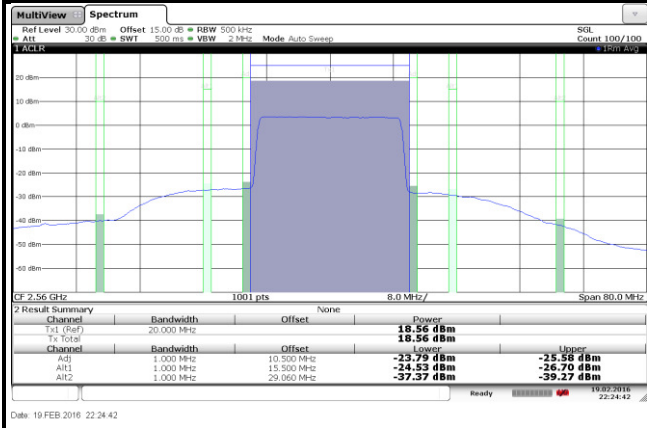 MultiView Spectrum
Ref Level 30.00 dBm Offset 15.00 dB RBW 500 kHz SGL
Att 30 dB SWT 500 ms VBW 2 MHz Mode Auto Sweep Count 100/100
1 ACLR 1Rm Avg
20 dBm
10 dBm
0 dBm
-10 dBm
-20 dBm
-30 dBm
-40 dBm
-50 dBm
-60 dBm
CF 2.56 GHz 1001 pts 8.0 MHz/ Span 80.0 MHz
2 Result Summary None
Channel Bandwidth Offset Power
Tx1 (Ref) 20.000 MHz 18.56 dBm
Tx Total 18.56 dBm
Channel Bandwidth Offset Lower Upper
Adj 1.000 MHz 10.500 MHz -23.79 dBm -25.58 dBm
Alt1 1.000 MHz 15.500 MHz -24.53 dBm -26.70 dBm
Alt2 1.000 MHz 29.060 MHz -37.37 dBm -39.27 dBm
Ready 19.02.2016
22:24:42
Date: 19.FEB.2016 22:24:42